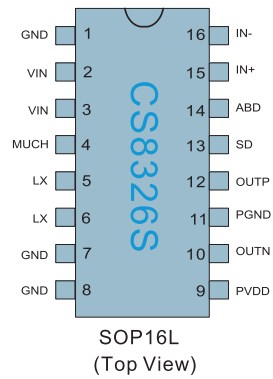 GND 1 16 IN-
VIN 2 15 IN+
VIN 3 14 ABD
MUCH 4 13 SD
LX 5 12 OUTP
LX 6 11 PGND
GND 7 10 OUTN
GND 8 9 PVDD
CS8326S
SOP16L
(Top View)